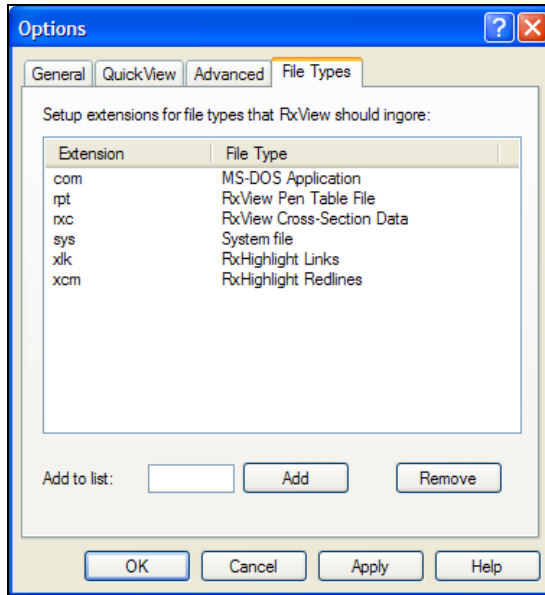 Options
General QuickView Advanced File Types
Setup extensions for file types that RxView should ingore:
Extension File Type
com MS-DOS Application
rpt RxView Pen Table File
rxc RxView Cross-Section Data
sys System file
xlk RxHighlight Links
xcm RxHighlight Redlines
Add to list: Add Remove
OK Cancel Apply Help